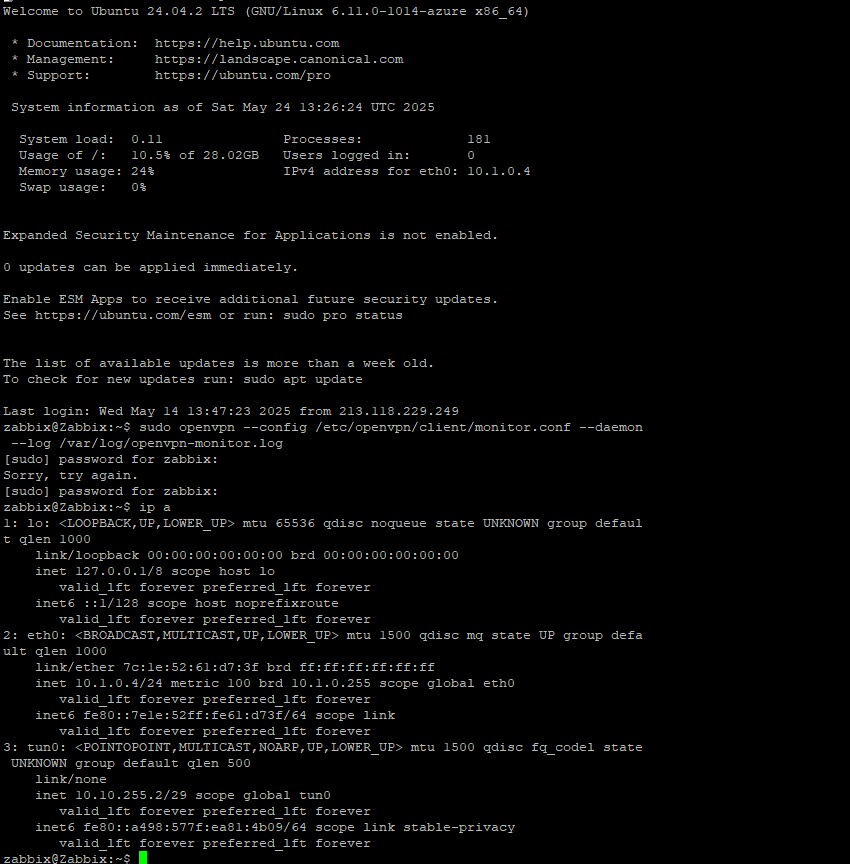 Welcome to Ubuntu 24.04.2 LTS (GNU/Linux 6.11.0-1014-azure x86_64)
* Documentation:  https://help.ubuntu.com
* Management:     https://landscape.canonical.com
* Support:        https://ubuntu.com/pro
System information as of Sat May 24 13:26:24 UTC 2025
System load:  0.11               Processes:             181
Usage of /:   10.5% of 28.02GB   Users logged in:       0
Memory usage: 24%                IPv4 address for eth0: 10.1.0.4
Swap usage:   0%
Expanded Security Maintenance for Applications is not enabled.
0 updates can be applied immediately.
Enable ESM Apps to receive additional future security updates.
See https://ubuntu.com/esm or run: sudo pro status
The list of available updates is more than a week old.
To check for new updates run: sudo apt update
Last login: Wed May 14 13:47:23 2025 from 213.118.229.249
zabbix@Zabbix:~$ sudo openvpn --config /etc/openvpn/client/monitor.conf --daemon
--log /var/log/openvpn-monitor.log
[sudo] password for zabbix:
Sorry, try again.
[sudo] password for zabbix:
zabbix@Zabbix:~$ ip a
1: lo: <LOOPBACK,UP,LOWER_UP> mtu 65536 qdisc noqueue state UNKNOWN group defaul
t qlen 1000
link/loopback 00:00:00:00:00:00 brd 00:00:00:00:00:00
inet 127.0.0.1/8 scope host lo
valid_lft forever preferred_lft forever
inet6 ::1/128 scope host noprefixroute
valid_lft forever preferred_lft forever
2: eth0: <BROADCAST,MULTICAST,UP,LOWER_UP> mtu 1500 qdisc mq state UP group defa
ult qlen 1000
link/ether 7c:1e:52:61:d7:3f brd ff:ff:ff:ff:ff:ff
inet 10.1.0.4/24 metric 100 brd 10.1.0.255 scope global eth0
valid_lft forever preferred_lft forever
inet6 fe80::7e1e:52ff:fe61:d73f/64 scope link
valid_lft forever preferred_lft forever
3: tun0: <POINTOPOINT,MULTICAST,NOARP,UP,LOWER_UP> mtu 1500 qdisc fq_codel state
UNKNOWN group default qlen 500
link/none
inet 10.10.255.2/29 scope global tun0
valid_lft forever preferred_lft forever
inet6 fe80::a498:577f:ea81:4b09/64 scope link stable-privacy
valid_lft forever preferred_lft forever
zabbix@Zabbix:~$